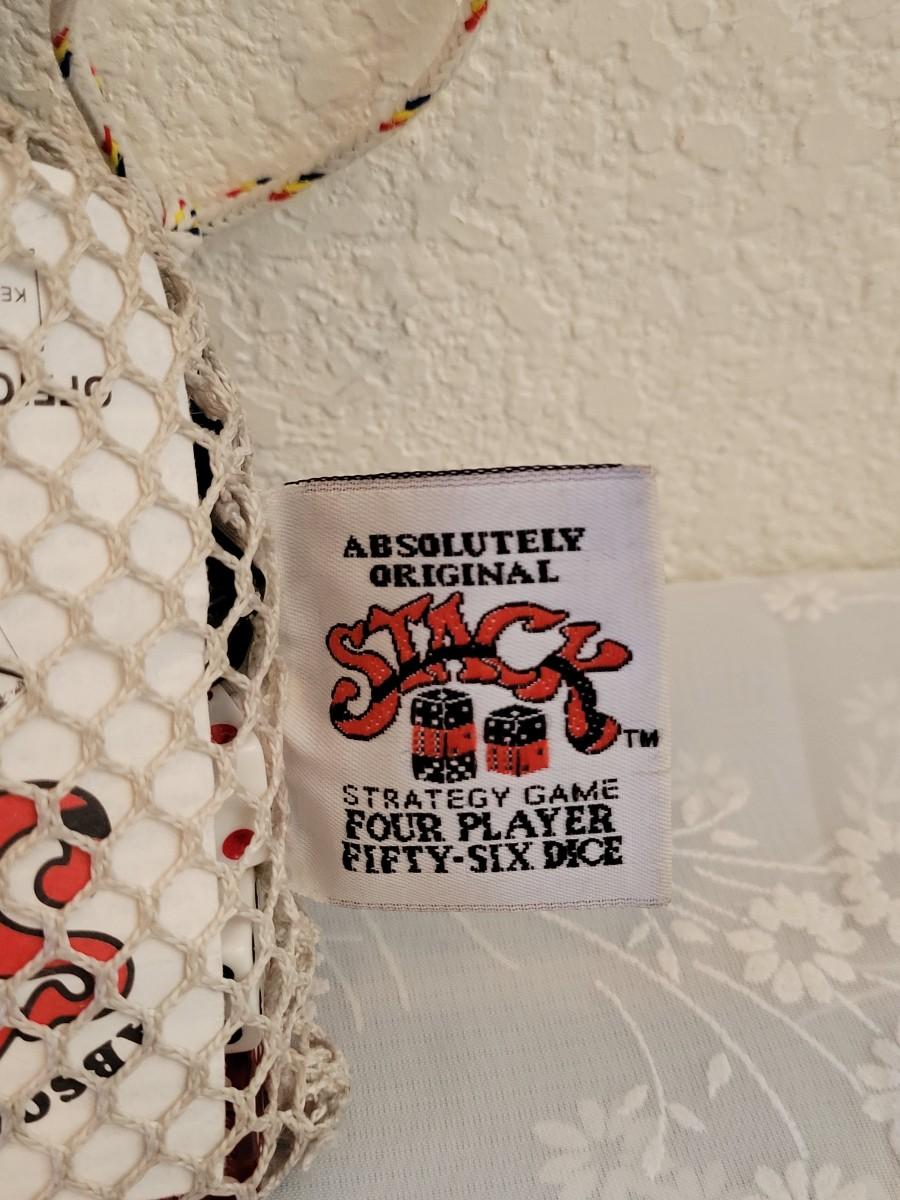 ABSOLUTELY
ORIGINAL
STACK
TM
STRATEGY GAME
FOUR PLAYER
FIFTY-SIX DICE